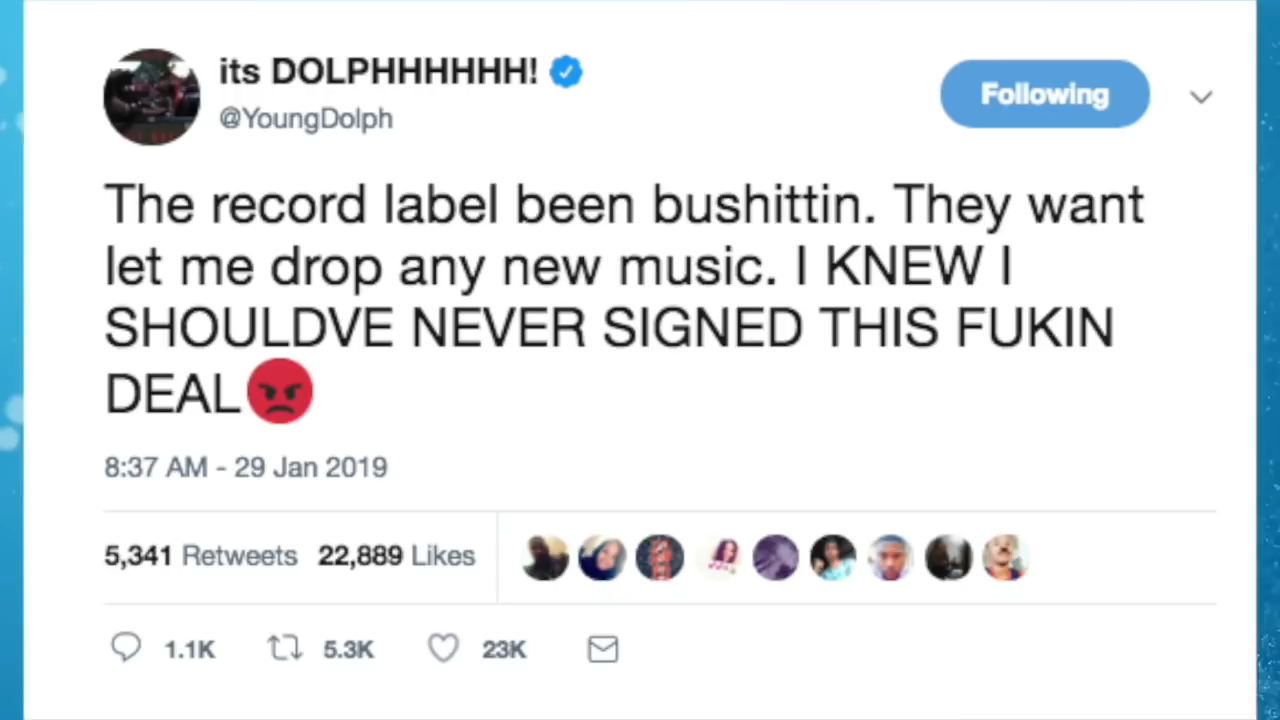 its DOLPHHHHHH!
@YoungDolph
Following
The record label been bushittin. They want
let me drop any new music. I KNEW I
SHOULDVE NEVER SIGNED THIS FUKIN
DEAL😡
8:37 AM - 29 Jan 2019
5,341 Retweets 22,889 Likes
1.1K 5.3K 23K